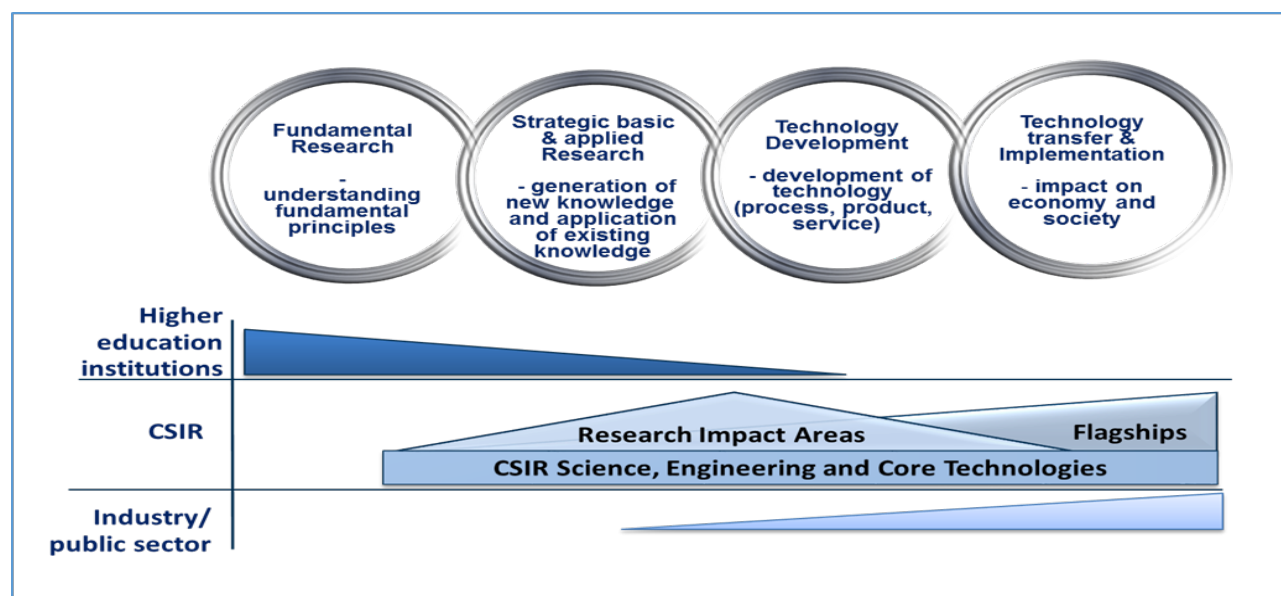 Fundamental
Research
-
understanding
fundamental
principles
Strategic basic
& applied
Research
- generation of
new knowledge
and application
of existing
knowledge
Technology
Development
- development of
technology
(process, product,
service)
Technology
transfer &
Implementation
- impact on
economy and
society
Higher
education
institutions
CSIR
Research Impact Areas
Flagships
CSIR Science, Engineering and Core Technologies
Industry/
public sector